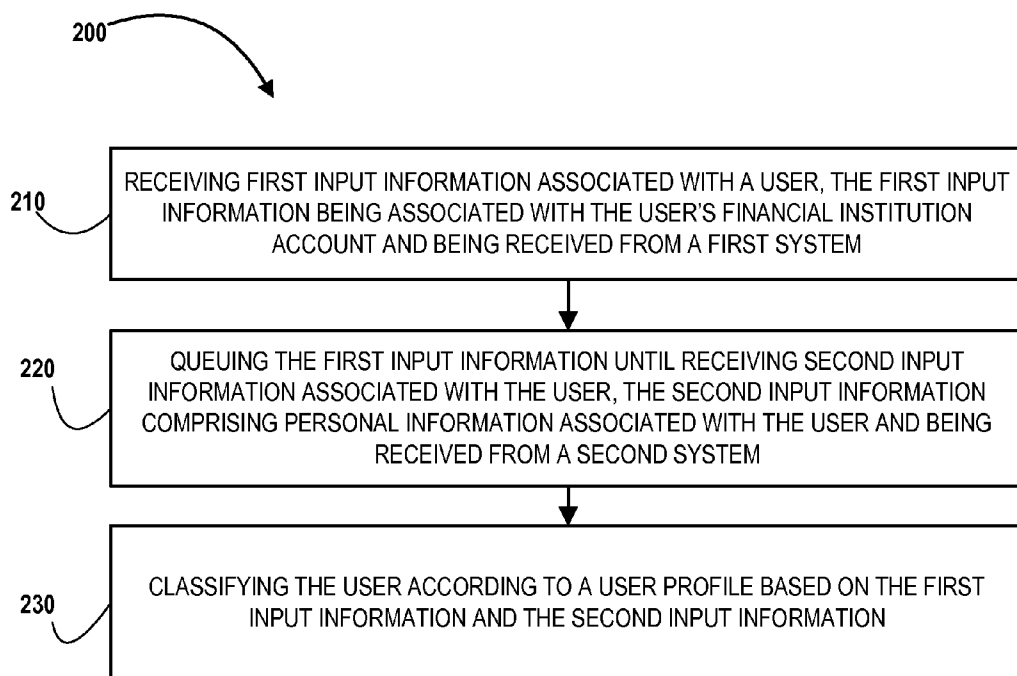 200
210
RECEIVING FIRST INPUT INFORMATION ASSOCIATED WITH A USER, THE FIRST INPUT
INFORMATION BEING ASSOCIATED WITH THE USER'S FINANCIAL INSTITUTION
ACCOUNT AND BEING RECEIVED FROM A FIRST SYSTEM
220
QUEUING THE FIRST INPUT INFORMATION UNTIL RECEIVING SECOND INPUT
INFORMATION ASSOCIATED WITH THE USER, THE SECOND INPUT INFORMATION
COMPRISING PERSONAL INFORMATION ASSOCIATED WITH THE USER AND BEING
RECEIVED FROM A SECOND SYSTEM
230
CLASSIFYING THE USER ACCORDING TO A USER PROFILE BASED ON THE FIRST
INPUT INFORMATION AND THE SECOND INPUT INFORMATION